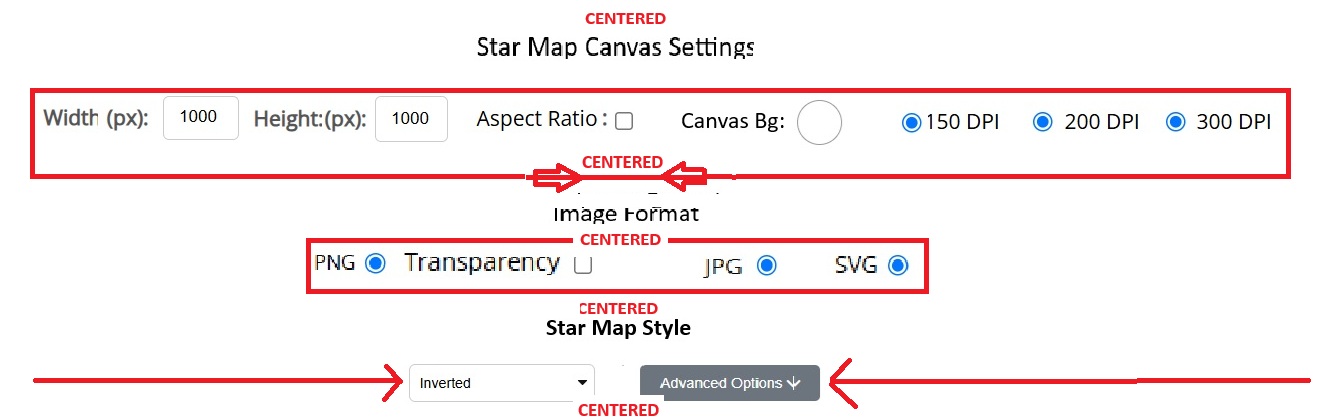 CENTERED
Star Map Canvas Settings
Width (px): 1000 Height:(px): 1000 Aspect Ratio : Canvas Bg: 150 DPI 200 DPI 300 DPI
CENTERED
Image Format
CENTERED
PNG Transparency JPG SVG
CENTERED
Star Map Style
Inverted Advanced Options
CENTERED